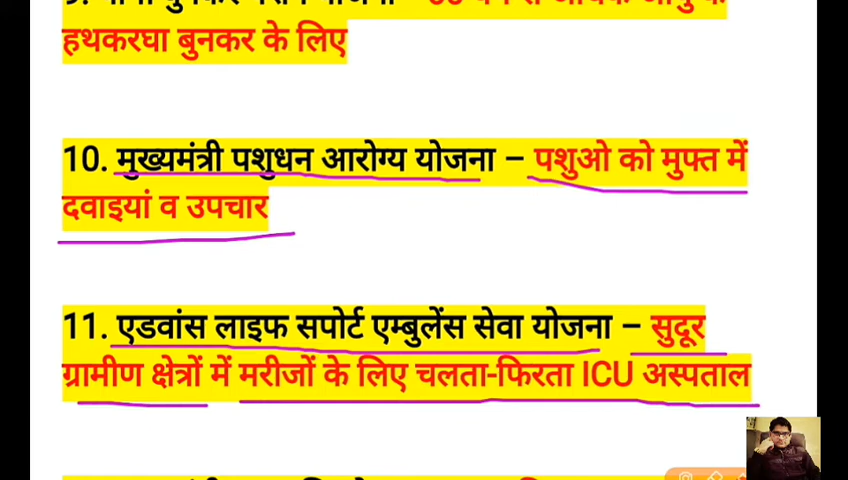 हथकरघा बुनकर के लिए
10. मुख्यमंत्री पशुधन आरोग्य योजना – पशुओ को मुफ्त में
दवाइयां व उपचार
11. एडवांस लाइफ सपोर्ट एम्बुलेंस सेवा योजना – सुदूर
ग्रामीण क्षेत्रों में मरीजों के लिए चलता-फिरता ICU अस्पताल